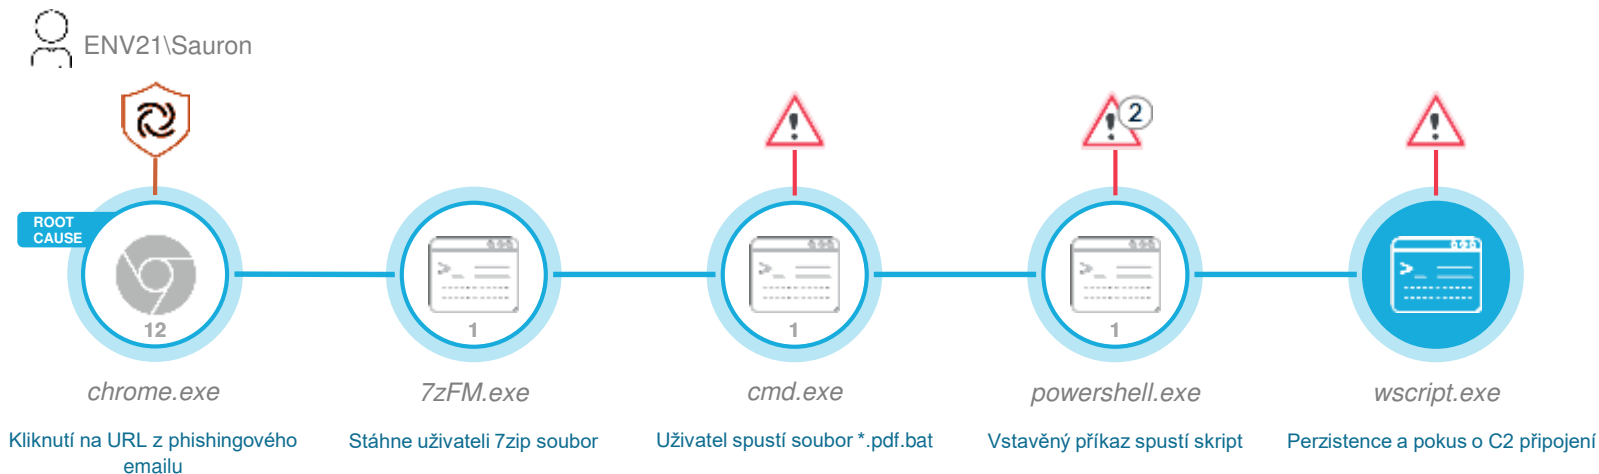 ENV21\Sauron
2
ROOT
CAUSE
12
1
1
1
chrome.exe
7zFM.exe
cmd.exe
powershell.exe
wscript.exe
Kliknutí na URL z phishingového
emailu
Stáhne uživateli 7zip soubor
Uživatel spustí soubor *.pdf.bat
Vstavěný příkaz spustí skript
Perzistence a pokus o C2 připojení